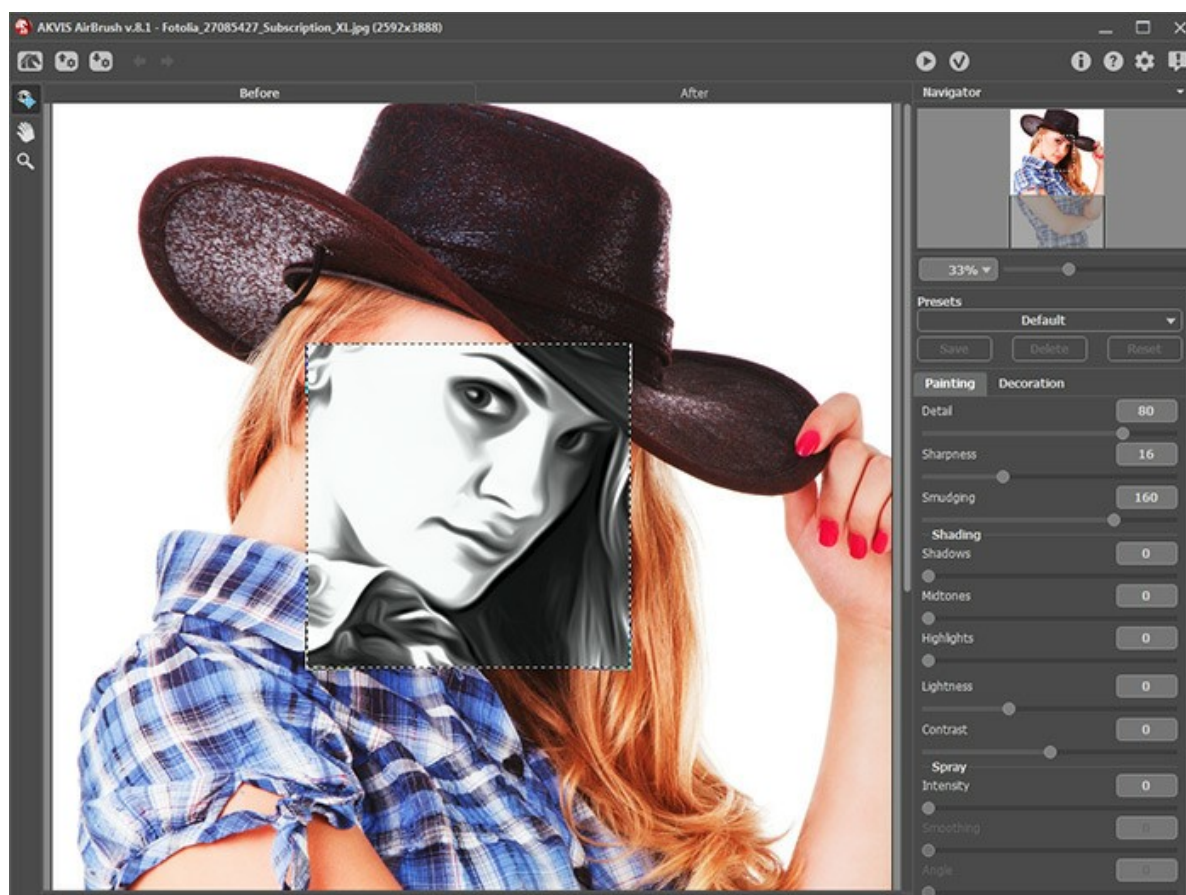 AKVIS AirBrush v.8.1 - Fotolia_27085427_Subscription_XL.jpg (2592x3888)
Before
After
Navigator
33%
Presets
Default
Save
Delete
Reset
Painting
Decoration
Detail
80
Sharpness
16
Smudging
160
Shading
Shadows
0
Midtones
0
Highlights
0
Lightness
0
Contrast
0
Spray
Intensity
0
Smoothing
0
Angle
0